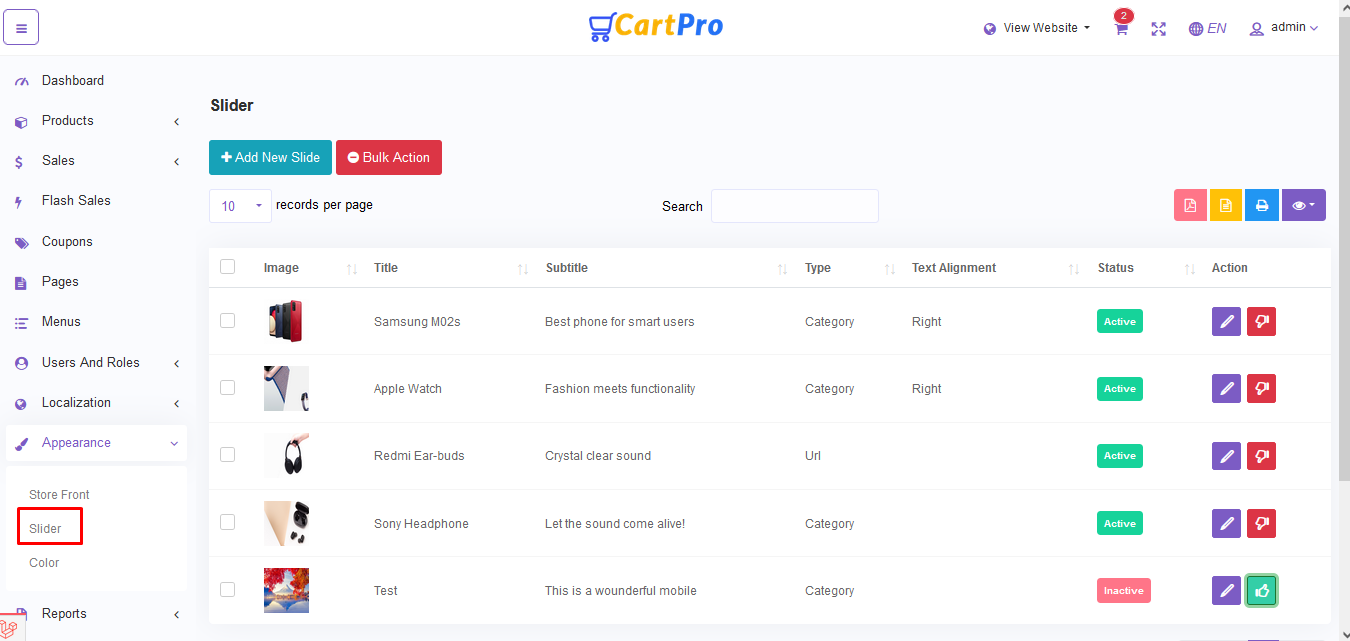 CartPro
View Website
2
EN
admin
Dashboard
Products
Sales
Flash Sales
Coupons
Pages
Menus
Users And Roles
Localization
Appearance
Store Front
Slider
Color
Reports
Slider
Add New Slide
Bulk Action
10 records per page
Search
Image Title Subtitle Type Text Alignment Status Action
Samsung M02s Best phone for smart users Category Right Active
Apple Watch Fashion meets functionality Category Right Active
Redmi Ear-buds Crystal clear sound Url Active
Sony Headphone Let the sound come alive! Category Active
Test This is a wounderful mobile Category Inactive